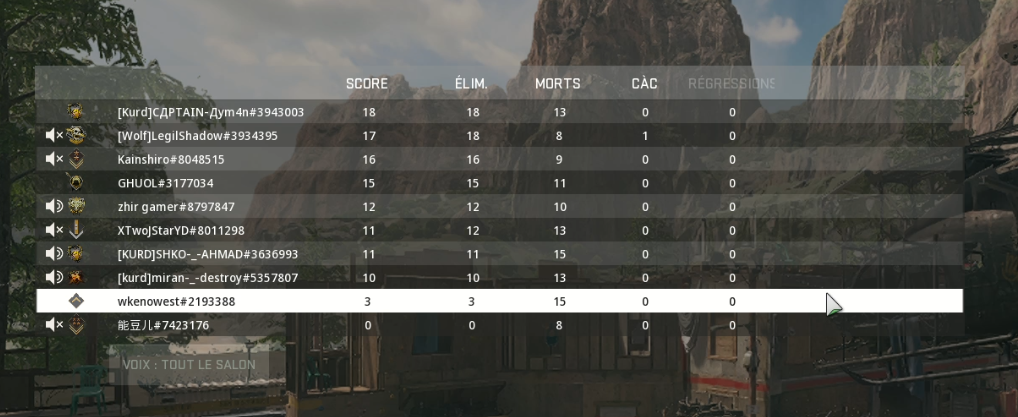 SCORE ÉLIM. MORTS CÀC RÉGRESSIONS
[Kurd]CДPTAIN-Дym4n#3943003 18 18 13 0 0
[Wolf]LegilShadow#3934395 17 18 8 1 0
Kainshiro#8048515 16 16 9 0 0
GHUOL#3177034 15 15 11 0 0
zhir gamer#8797847 12 12 10 0 0
XTwoJStarYD#8011298 11 12 13 0 0
[KURD]SHKO-_-AHMAD#3636993 11 11 15 0 0
[kurd]miran-_-destroy#5357807 10 10 13 0 0
wkenowest#2193388 3 3 15 0 0
能豆儿#7423176 0 0 8 0 0
VOIX : TOUT LE SALON